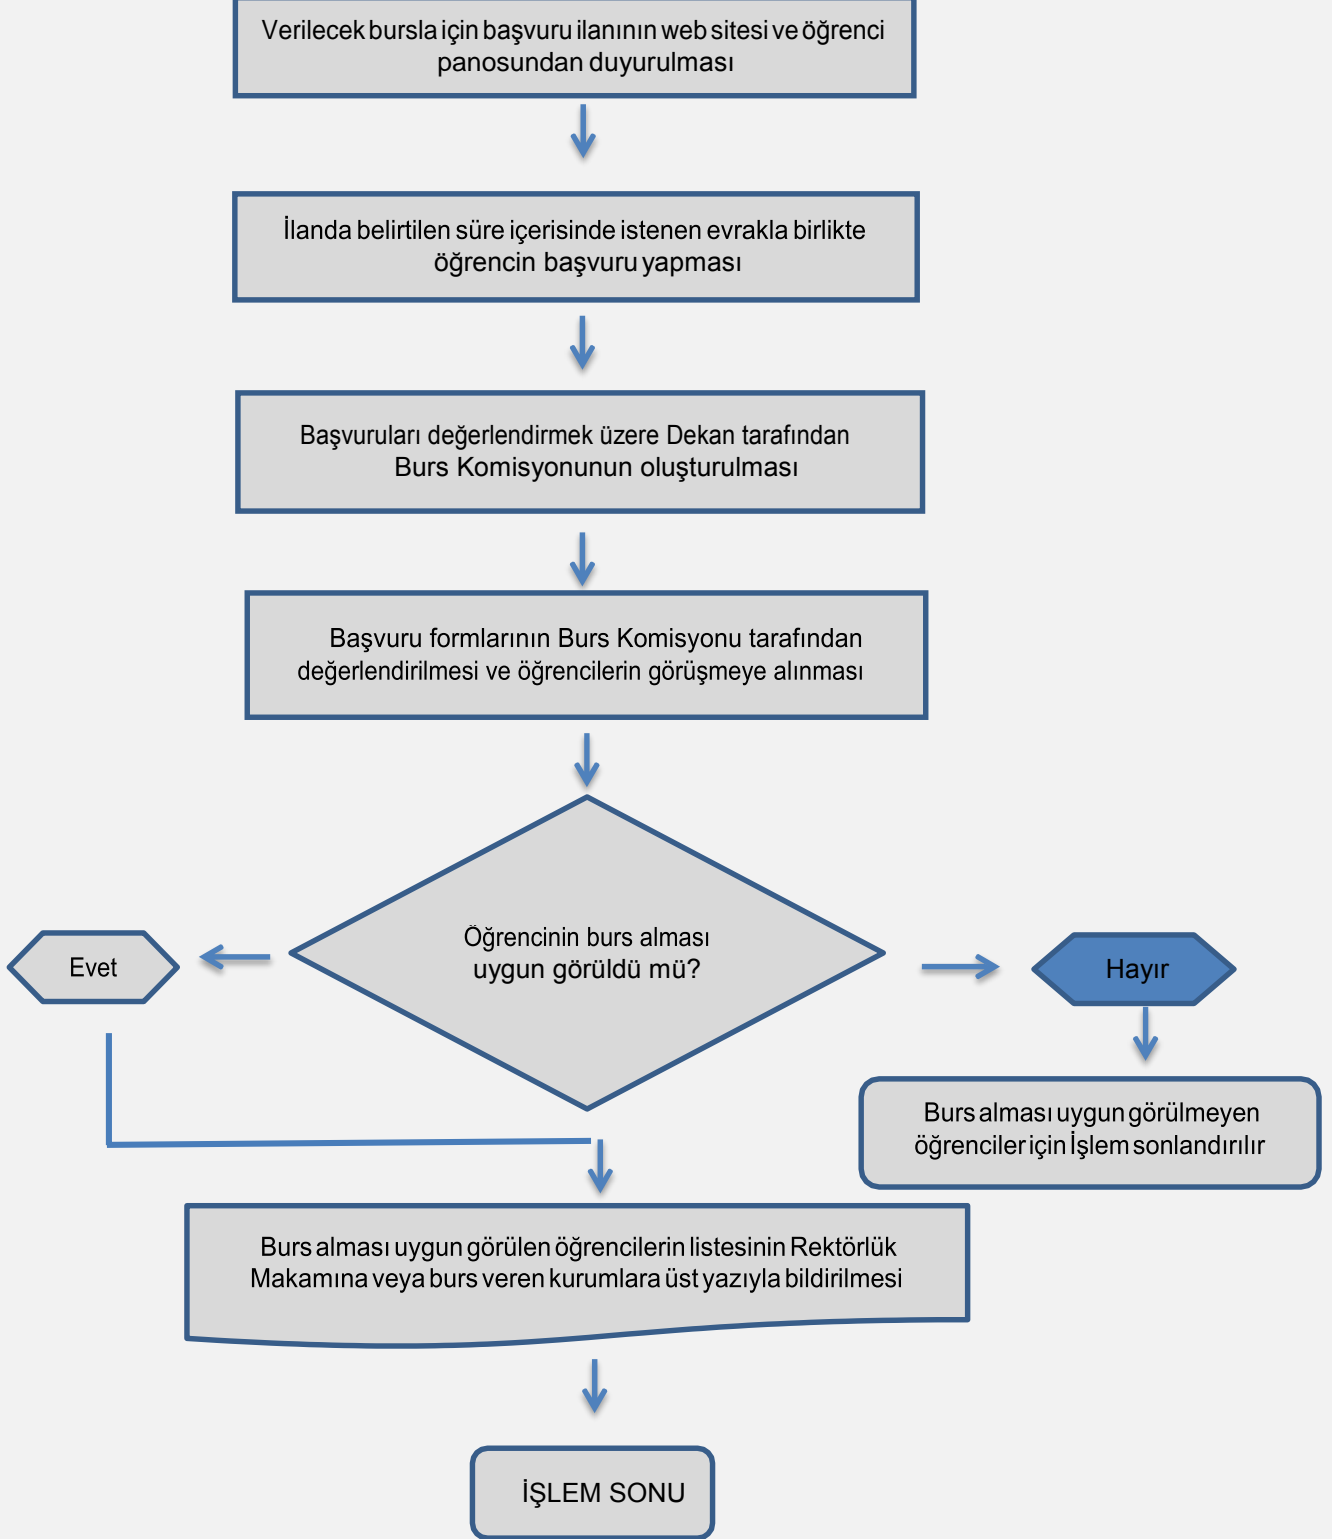 Verilecek bursla için başvuru ilanının web sitesi ve öğrenci
panosundan duyurulması
İlanda belirtilen süre içerisinde istenen evrakla birlikte
öğrencin başvuru yapması
Başvuruları değerlendirmek üzere Dekan tarafından
Burs Komisyonunun oluşturulması
Başvuru formlarının Burs Komisyonu tarafından
değerlendirilmesi ve öğrencilerin görüşmeye alınması
Öğrencinin burs alması
uygun görüldü mü?
Evet
Hayır
Burs alması uygun görülmeyen
öğrenciler için İşlem sonlandırılır
Burs alması uygun görülen öğrencilerin listesinin Rektörlük
Makamına veya burs veren kurumlara üst yazıyla bildirilmesi
İŞLEM SONU